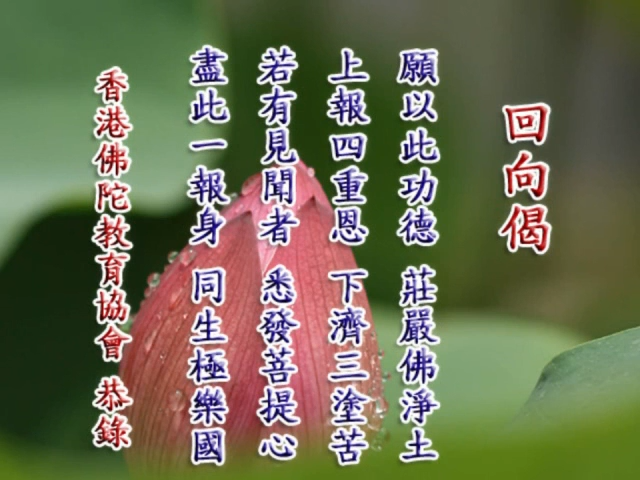 回向偈
願以此功德 莊嚴佛淨土
上報四重恩 下濟三塗苦
若有見聞者 悉發菩提心
盡此一報身 同生極樂國
香港佛陀教育協會 恭錄